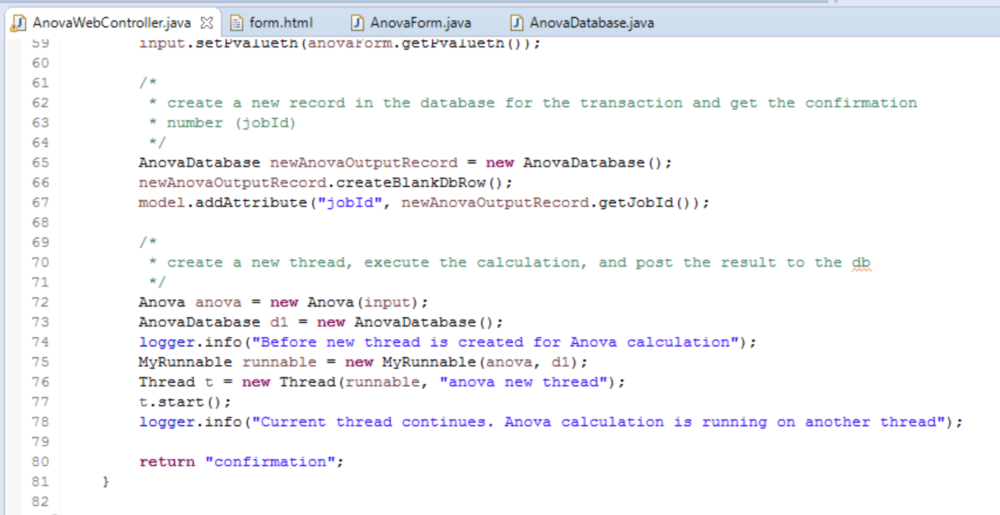 AnovaWebController.java form.html AnovaForm.java AnovaDatabase.java
59 input.setPvalueth(anovaForm.getPvalueth());
60
61 /*
62 * create a new record in the database for the transaction and get the confirmation
63 * number (jobId)
64 */
65 AnovaDatabase newAnovaOutputRecord = new AnovaDatabase();
66 newAnovaOutputRecord.createBlankDbRow();
67 model.addAttribute("jobId", newAnovaOutputRecord.getJobId());
68
69 /*
70 * create a new thread, execute the calculation, and post the result to the db
71 */
72 Anova anova = new Anova(input);
73 AnovaDatabase d1 = new AnovaDatabase();
74 logger.info("Before new thread is created for Anova calculation");
75 MyRunnable runnable = new MyRunnable(anova, d1);
76 Thread t = new Thread(runnable, "anova new thread");
77 t.start();
78 logger.info("Current thread continues. Anova calculation is running on another thread");
79
80 return "confirmation";
81 }
82